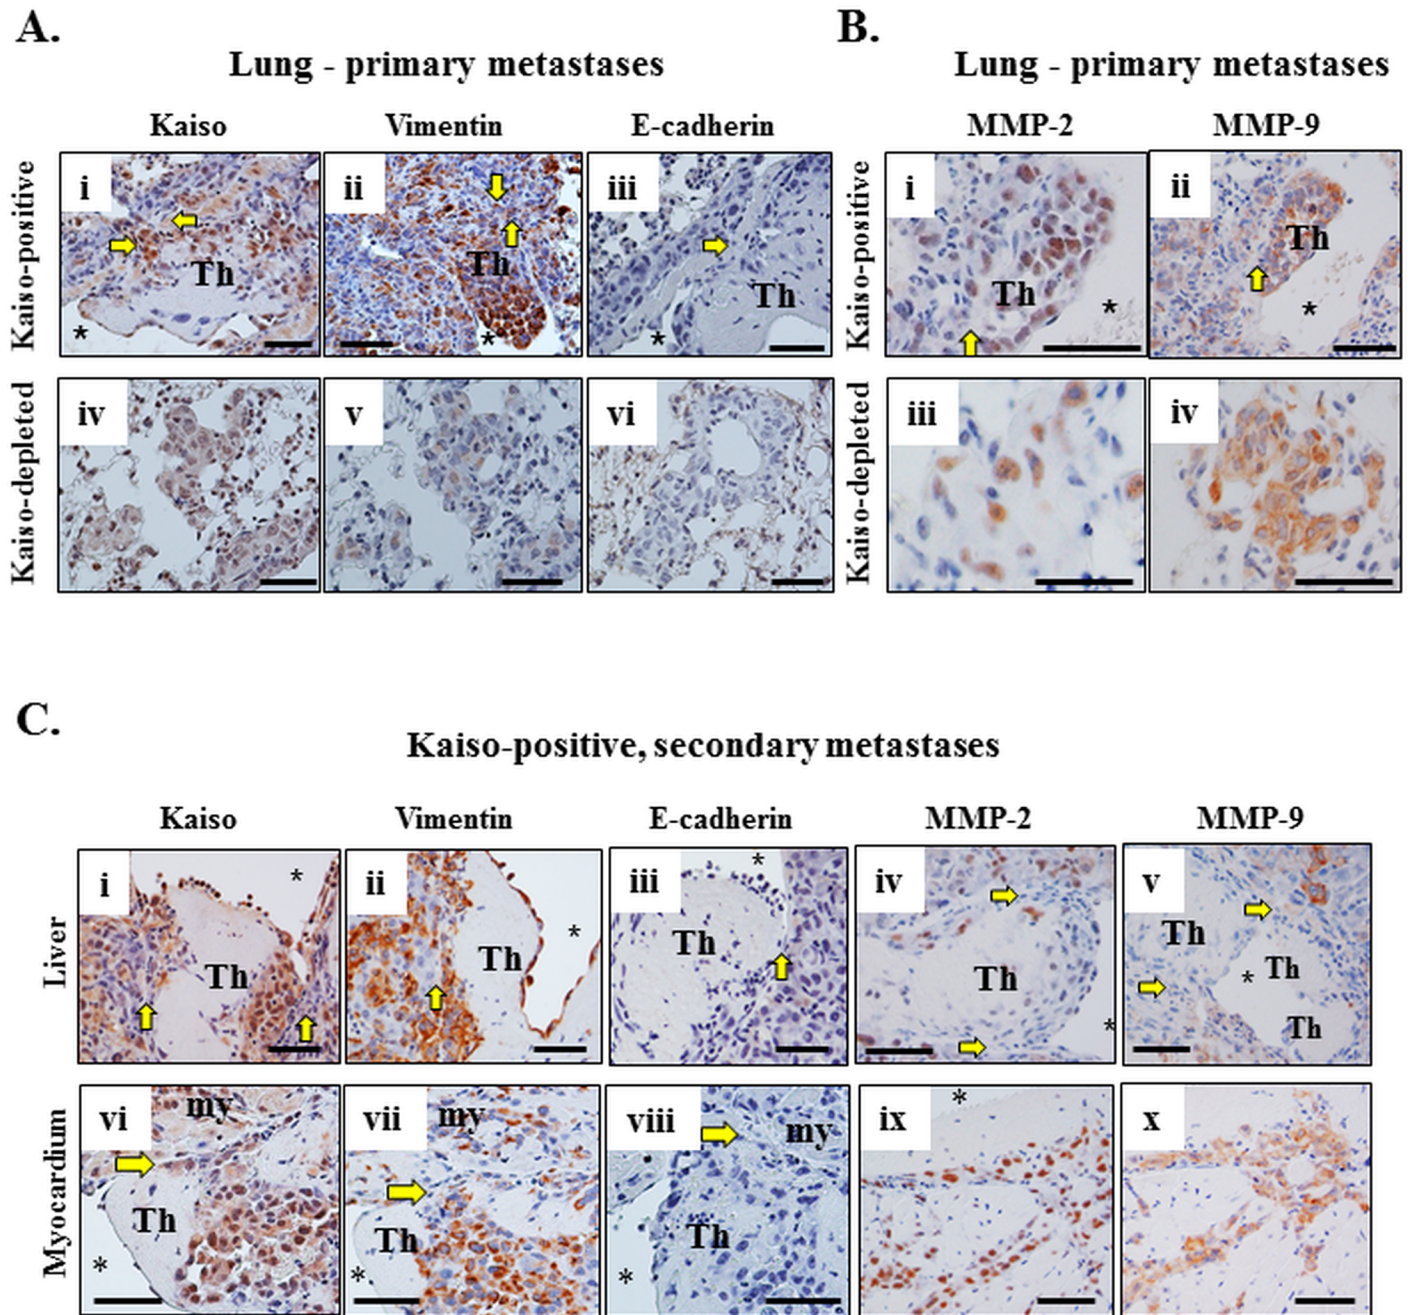 A.
Lung - primary metastases
Kaiso Vimentin E-cadherin
Kaiso-positive
i ii iii
Th Th Th
* * *
Kaiso-depleted
iv v vi
B.
Lung - primary metastases
MMP-2 MMP-9
Kaiso-positive
i ii
Th Th
* *
Kaiso-depleted
iii iv
C.
Kaiso-positive, secondary metastases
Kaiso Vimentin E-cadherin MMP-2 MMP-9
Liver
i ii iii iv v
* * * * *
Th Th Th Th Th Th Th
Myocardium
vi vii viii ix x
my my my
Th Th Th
* * * *